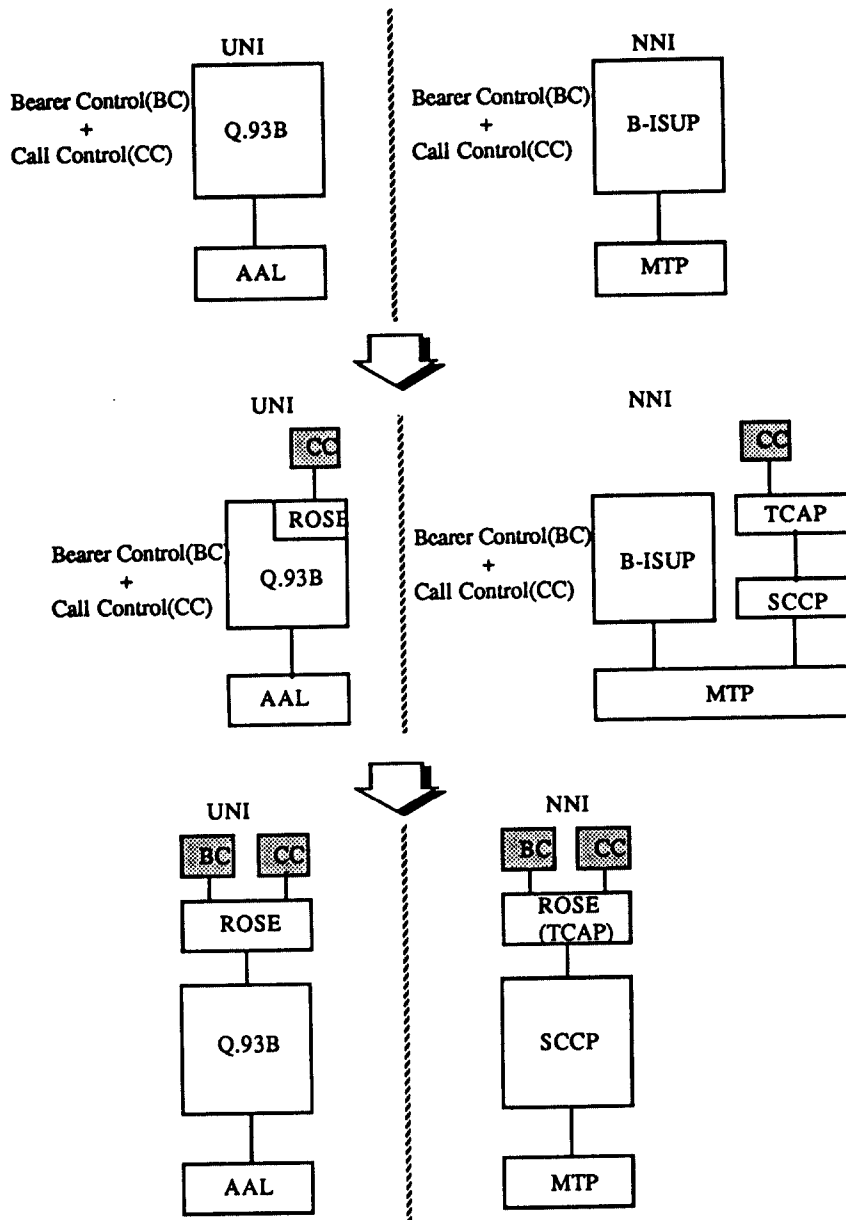 UNI
Bearer Control(BC)
+
Call Control(CC)
Q.93B
AAL
NNI
Bearer Control(BC)
+
Call Control(CC)
B-ISUP
MTP
UNI
CC
ROSE
Bearer Control(BC)
+
Call Control(CC)
Q.93B
AAL
NNI
CC
Bearer Control(BC)
+
Call Control(CC)
B-ISUP
TCAP
SCCP
MTP
UNI
BC
CC
ROSE
Q.93B
AAL
NNI
BC
CC
ROSE
(TCAP)
SCCP
MTP